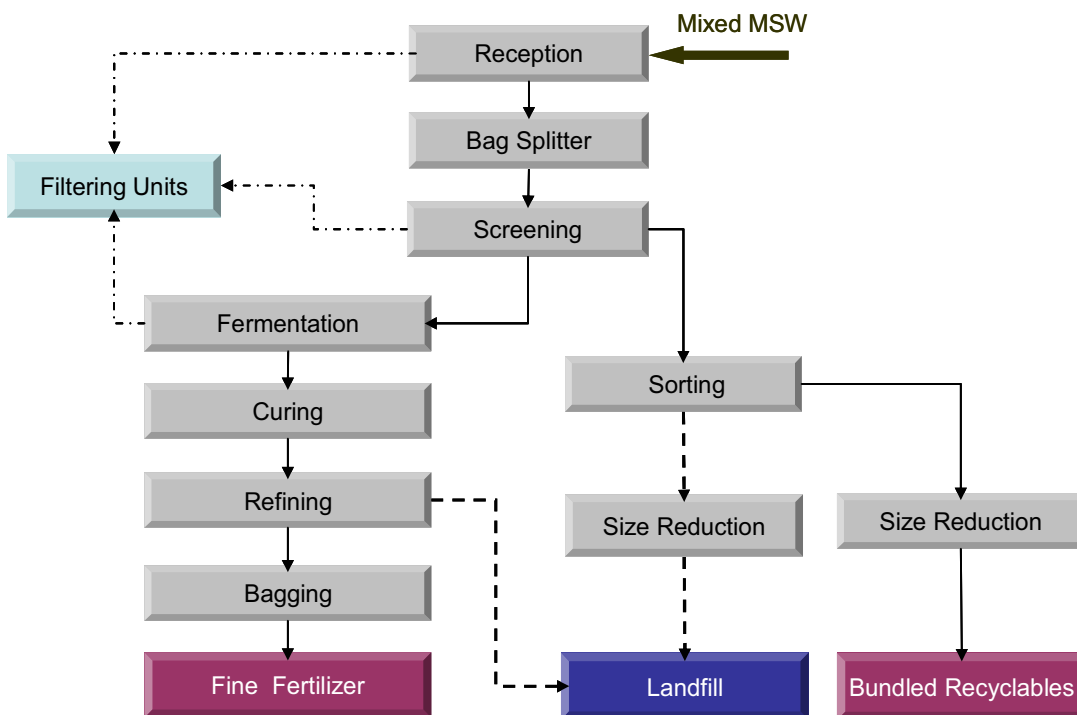 Mixed MSW
Reception
Bag Splitter
Filtering Units
Screening
Fermentation
Sorting
Curing
Refining
Size Reduction
Size Reduction
Bagging
Fine Fertilizer
Landfill
Bundled Recyclables